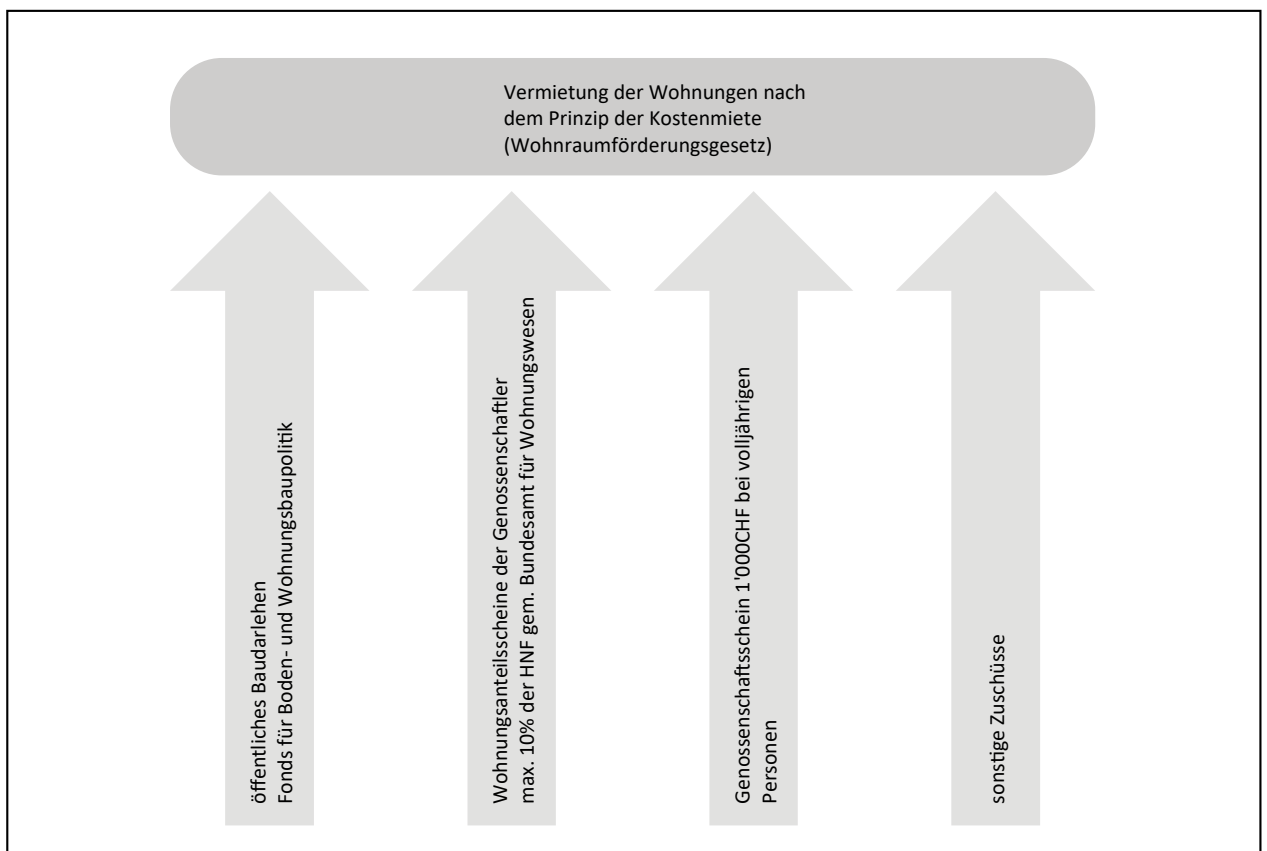 Vermietung der Wohnungen nach
dem Prinzip der Kostenmiete
(Wohnraumförderungsgesetz)
öffentliches Baudarlehen
Fonds für Boden- und Wohnungsbaupolitik
Wohnungsanteilsscheine der Genossenschaftler
max. 10% der HNF gem. Bundesamt für Wohnungswesen
Genossenschaftsschein 1'000CHF bei volljährigen
Personen
sonstige Zuschüsse